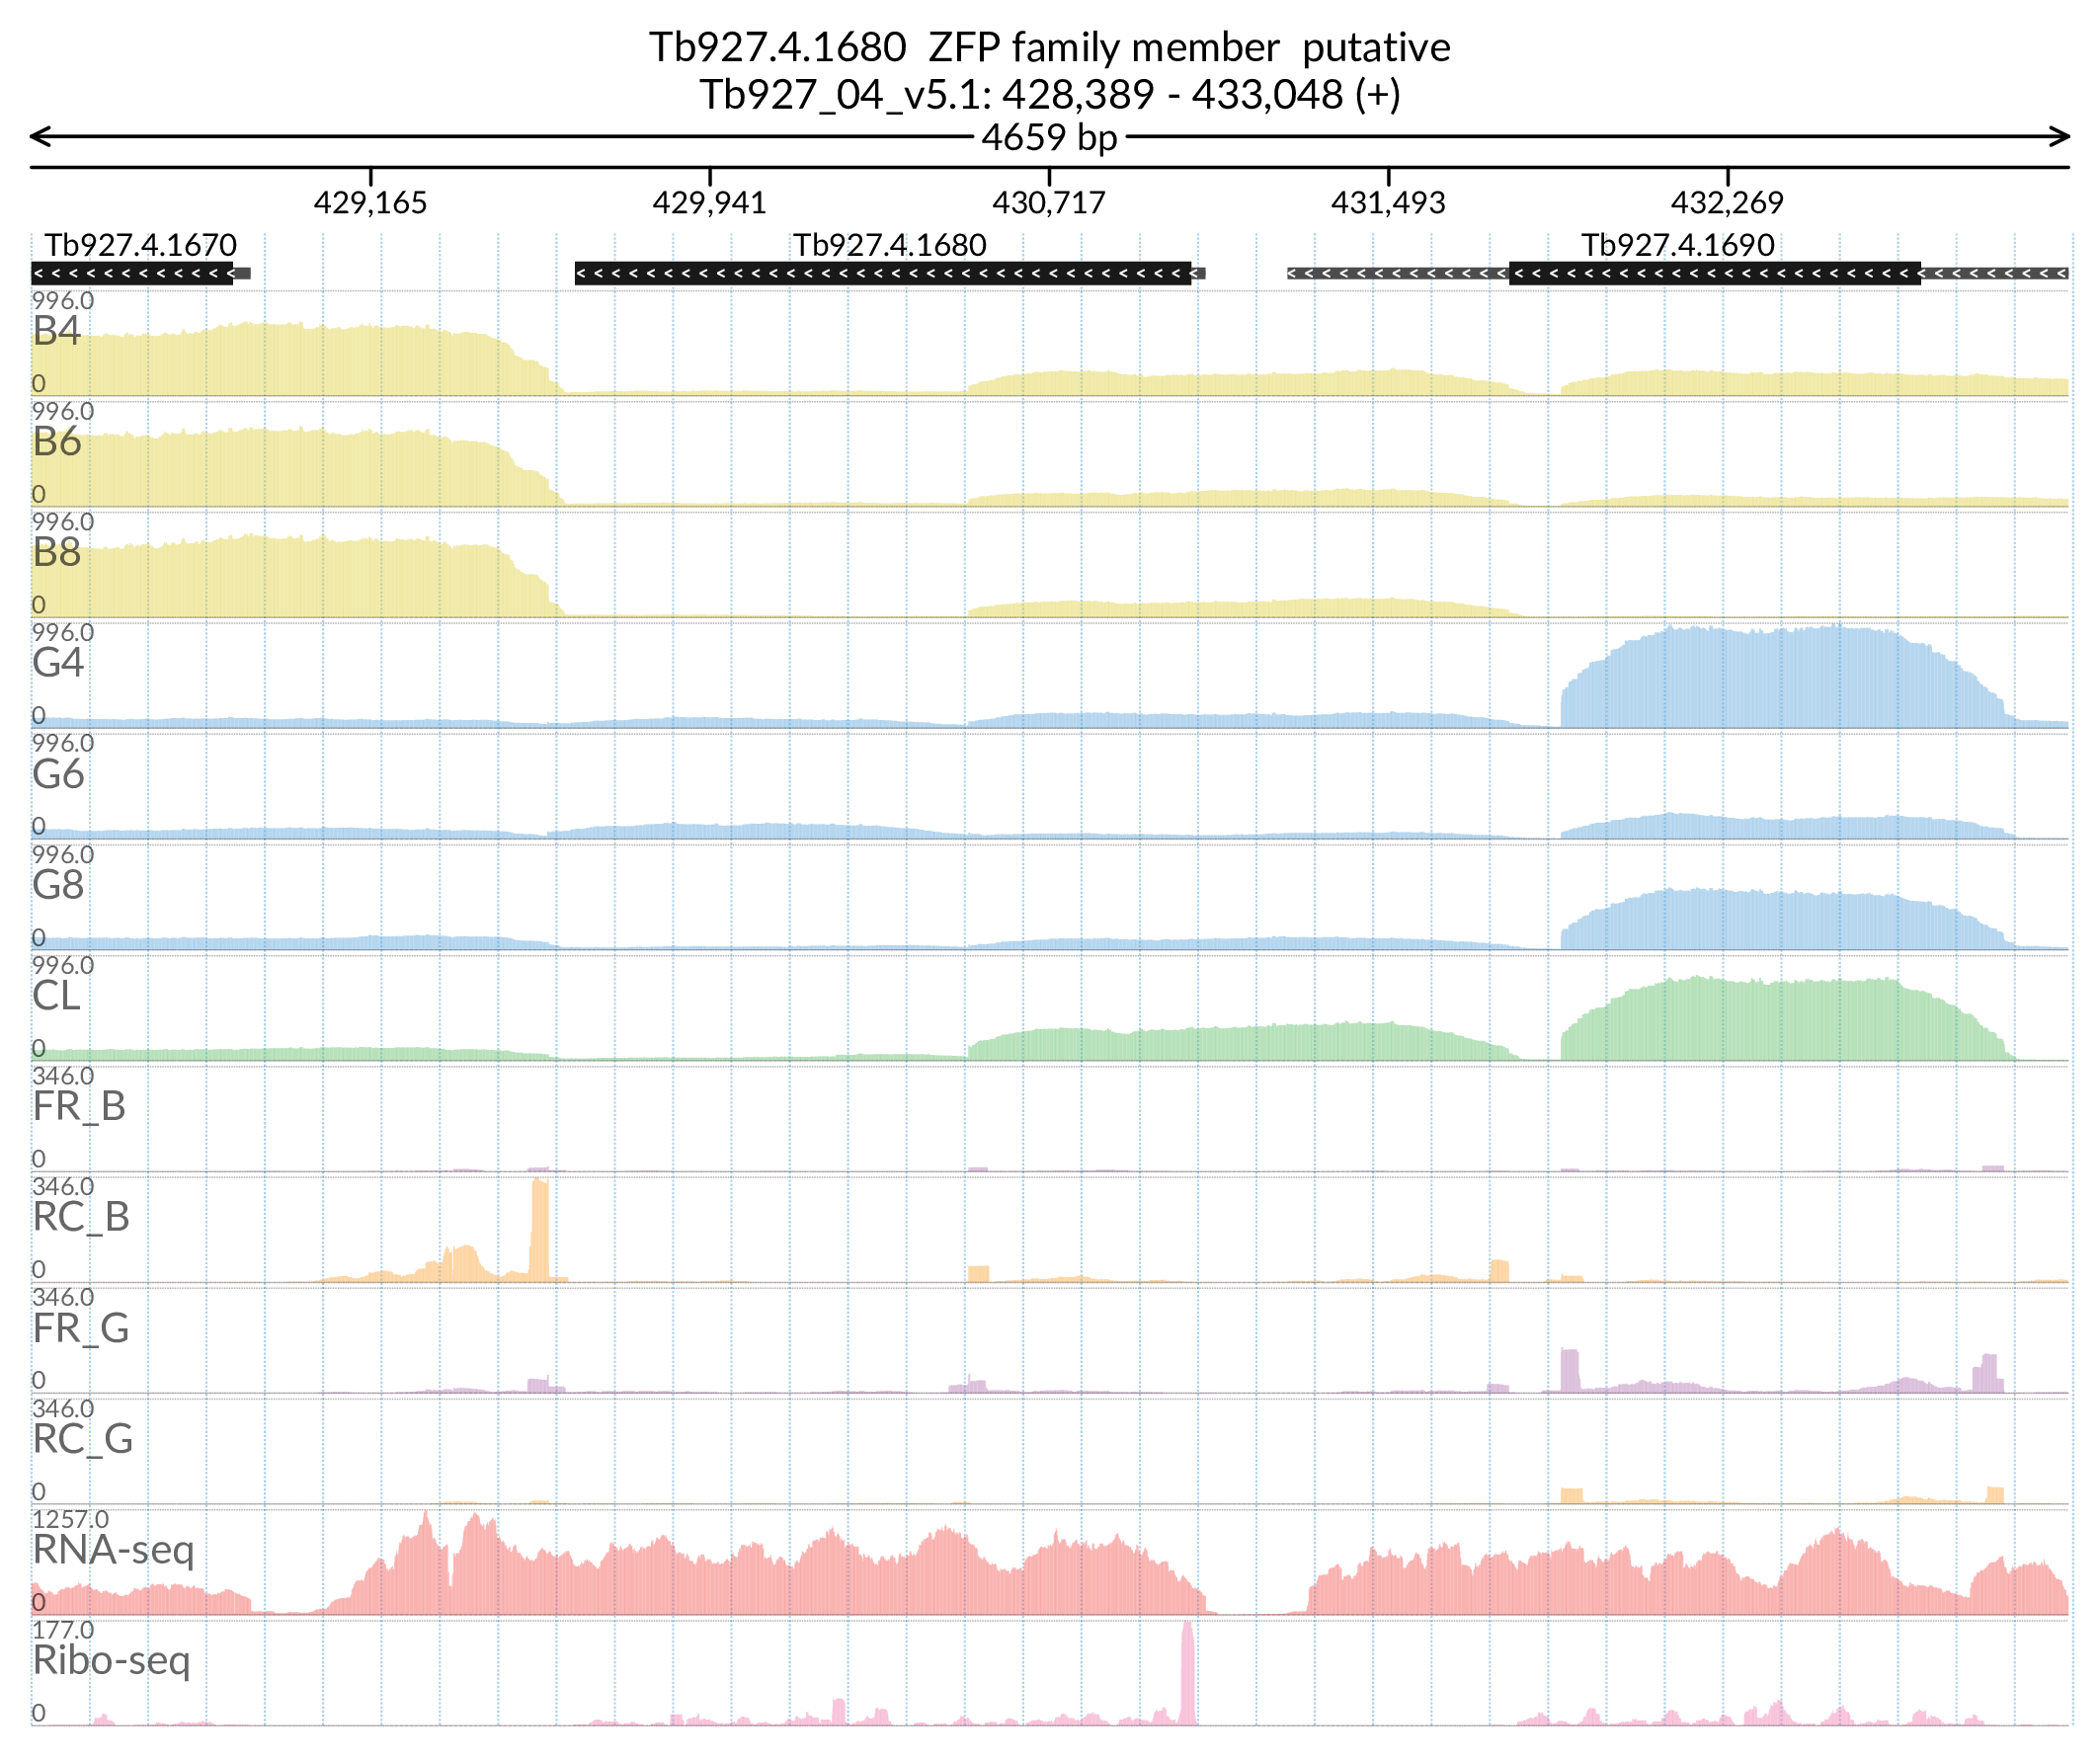 Tb927.4.1680  ZFP family member  putative
Tb927_04_v5.1: 428,389 - 433,048 (+)
4659 bp
429,165 429,941 430,717 431,493 432,269
Tb927.4.1670 Tb927.4.1680 Tb927.4.1690
996.0
B4
0
996.0
B6
0
996.0
B8
0
996.0
G4
0
996.0
G6
0
996.0
G8
0
996.0
CL
0
346.0
FR_B
0
346.0
RC_B
0
346.0
FR_G
0
346.0
RC_G
0
1257.0
RNA-seq
0
177.0
Ribo-seq
0